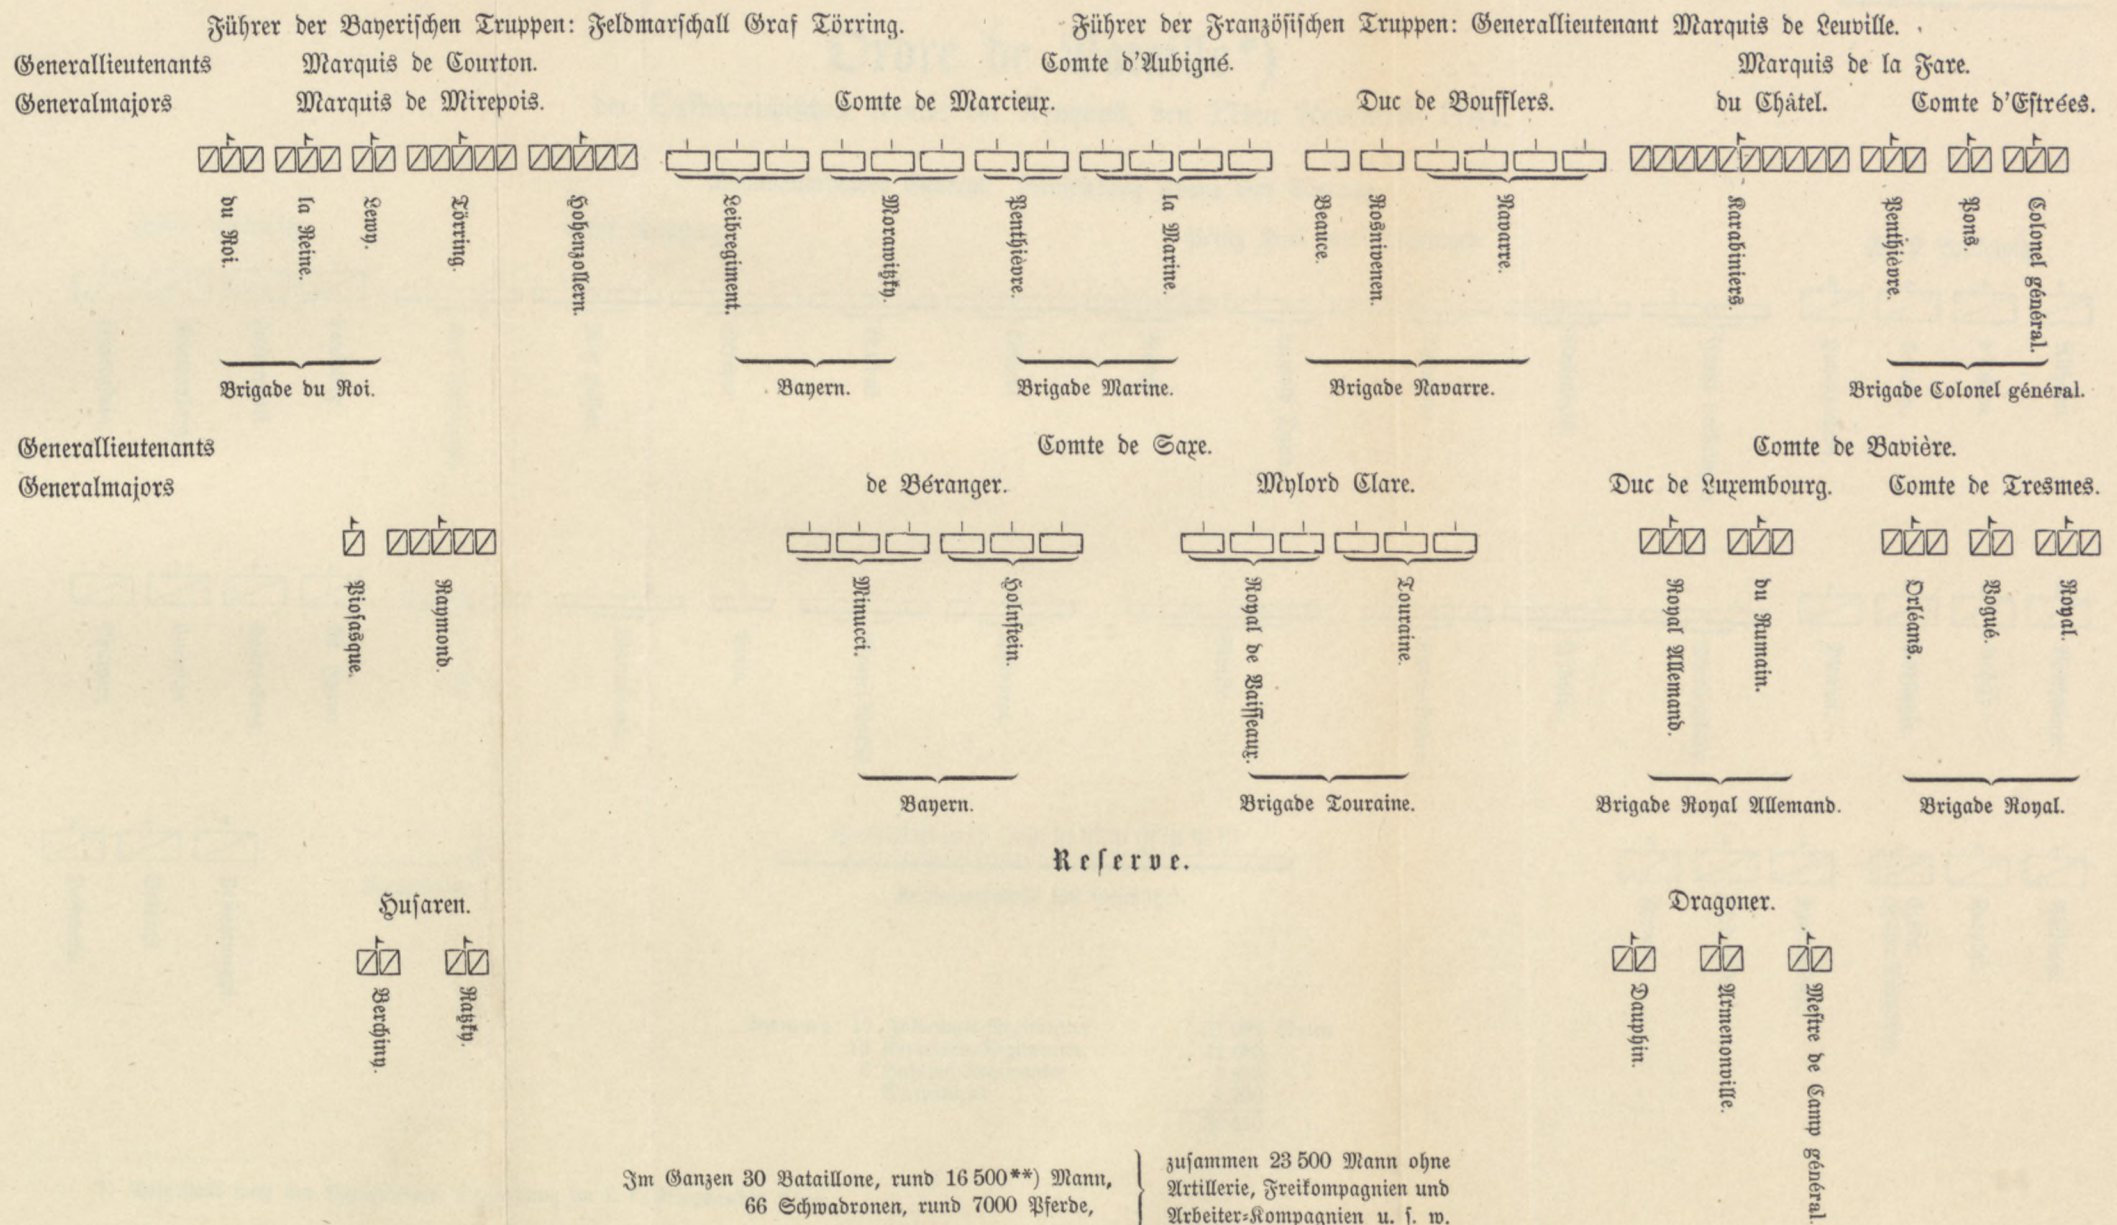 Führer der Bayerischen Truppen: Feldmarschall Graf Törring. Führer der Französischen Truppen: Generallieutenant Marquis de Leuville.
Generallieutenants Marquis de Courton. Comte d'Aubigné. Marquis de la Fare.
Generalmajors Marquis de Mirepois. Comte de Marcieux. Duc de Boufflers. du Châtel. Comte d'Estrées.
du Roi.
la Reine.
Lewy.
Törring.
Hohenzollern.
Leibregiment.
Morawitzky.
Penthièvre.
la Marine.
Beauce.
Rosnivenen.
Navarre.
Karabiniers.
Penthièvre.
Pons.
Colonel général.
Brigade du Roi. Bayern. Brigade Marine. Brigade Navarre. Brigade Colonel général.
Generallieutenants Comte de Saxe. Comte de Bavière.
Generalmajors de Béranger. Mylord Clare. Duc de Luxembourg. Comte de Tresmes.
Piosasque.
Raymond.
Minucci.
Holnstein.
Royal de Vaisseaux.
Touraine.
Royal Allemand.
du Rumain.
Orléans.
Vogué.
Royal.
Bayern. Brigade Touraine. Brigade Royal Allemand. Brigade Royal.
Reserve.
Husaren. Dragoner.
Berchiny.
Ratzky.
Dauphin.
Armenonville.
Mestre de Camp général.
Im Ganzen 30 Bataillone, rund 16 500**) Mann,
66 Schwadronen, rund 7000 Pferde,
zusammen 23 500 Mann ohne
Artillerie, Freikompagnien und
Arbeiter-Kompagnien u. s. w.